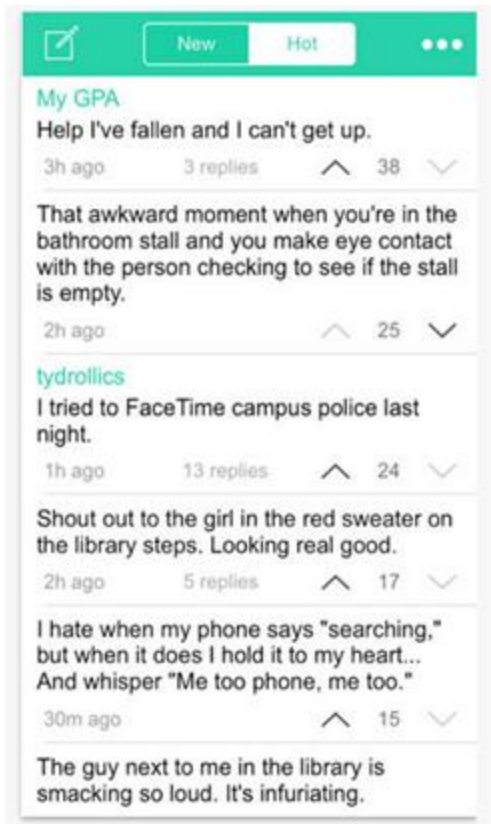 New Hot
My GPA
Help I've fallen and I can't get up.
3h ago 3 replies 38
That awkward moment when you're in the
bathroom stall and you make eye contact
with the person checking to see if the stall
is empty.
2h ago 25
tydrollics
I tried to FaceTime campus police last
night.
1h ago 13 replies 24
Shout out to the girl in the red sweater on
the library steps. Looking real good.
2h ago 5 replies 17
I hate when my phone says "searching,"
but when it does I hold it to my heart...
And whisper "Me too phone, me too."
30m ago 15
The guy next to me in the library is
smacking so loud. It's infuriating.